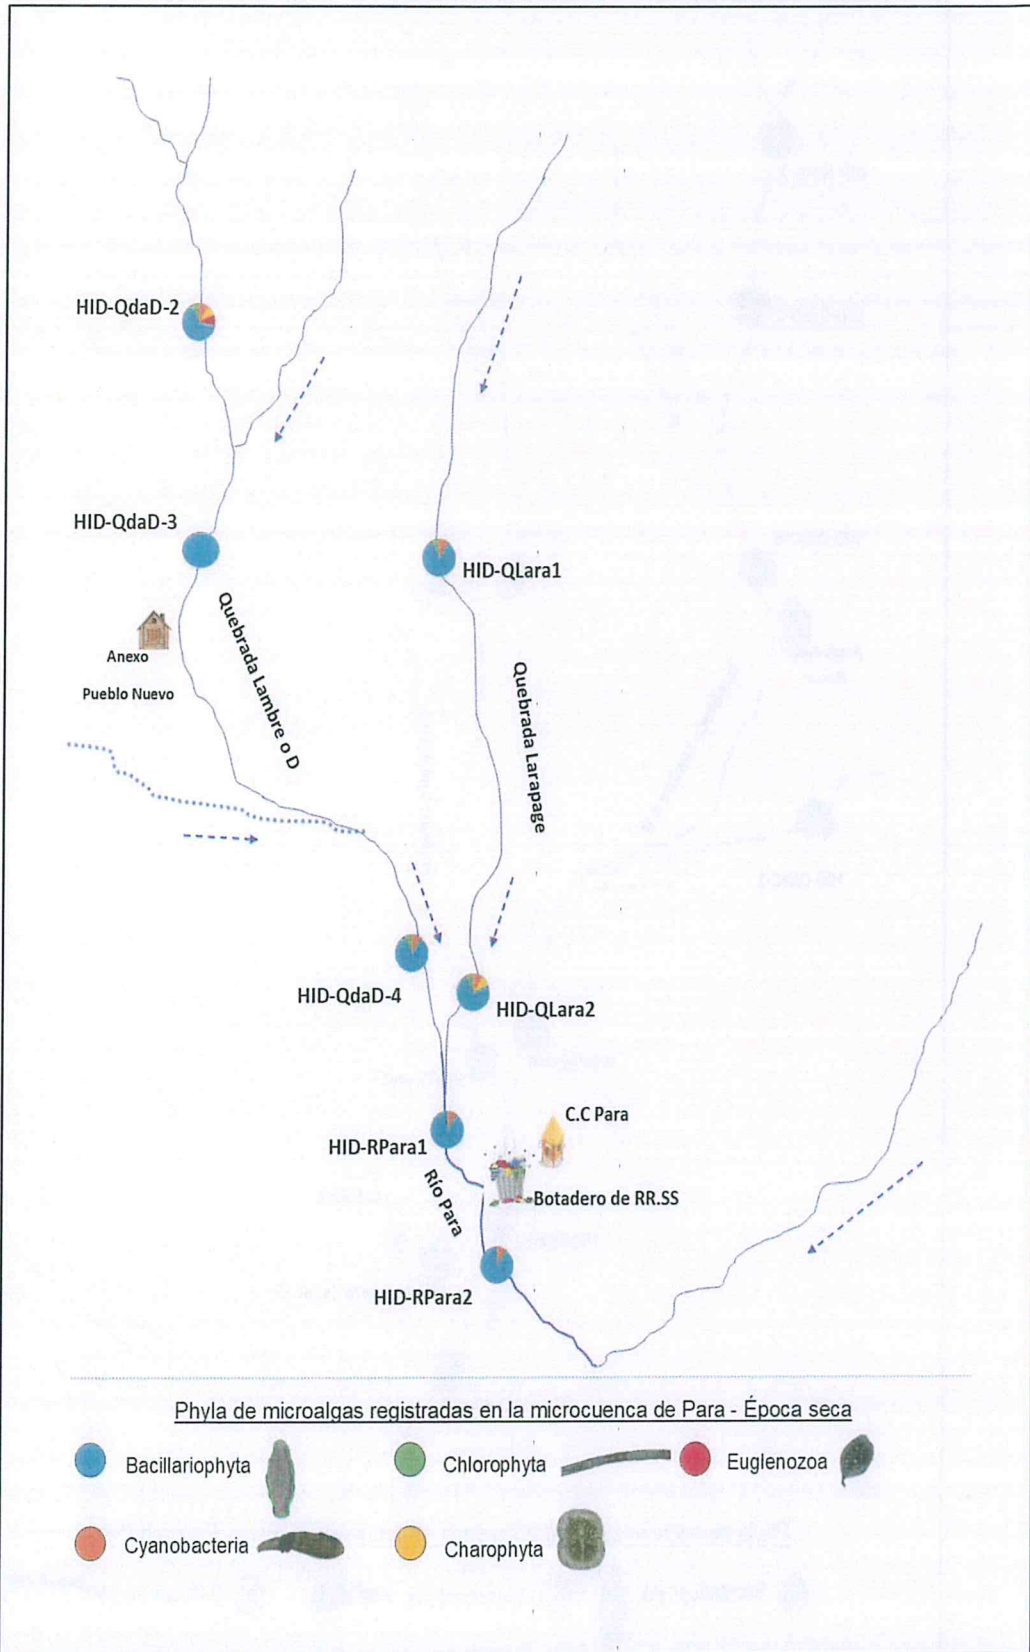 HID-QdaD-2
HID-QdaD-3
HID-QLara1
Anexo
Pueblo Nuevo
Quebrada Lambre o D
Quebrada Larapage
HID-QdaD-4
HID-QLara2
C.C Para
HID-RPara1
Río Para
Botadero de RR.SS
HID-RPara2
Phyla de microalgas registradas en la microcuenca de Para - Época seca
Bacillariophyta
Chlorophyta
Euglenozoa
Cyanobacteria
Charophyta